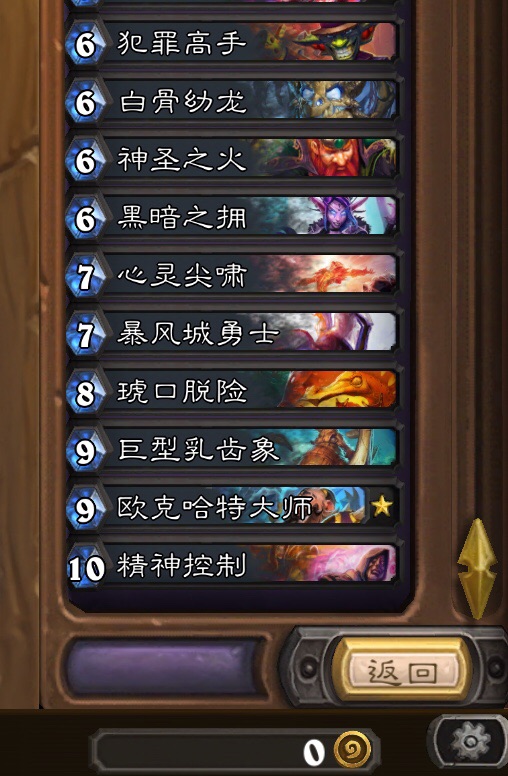 6 犯罪高手
6 白骨幼龙
6 神圣之火
6 黑暗之拥
7 心灵尖啸
7 暴风城勇士
8 琥口脱险
9 巨型乳齿象
9 欧克哈特大师
10 精神控制
返回
0